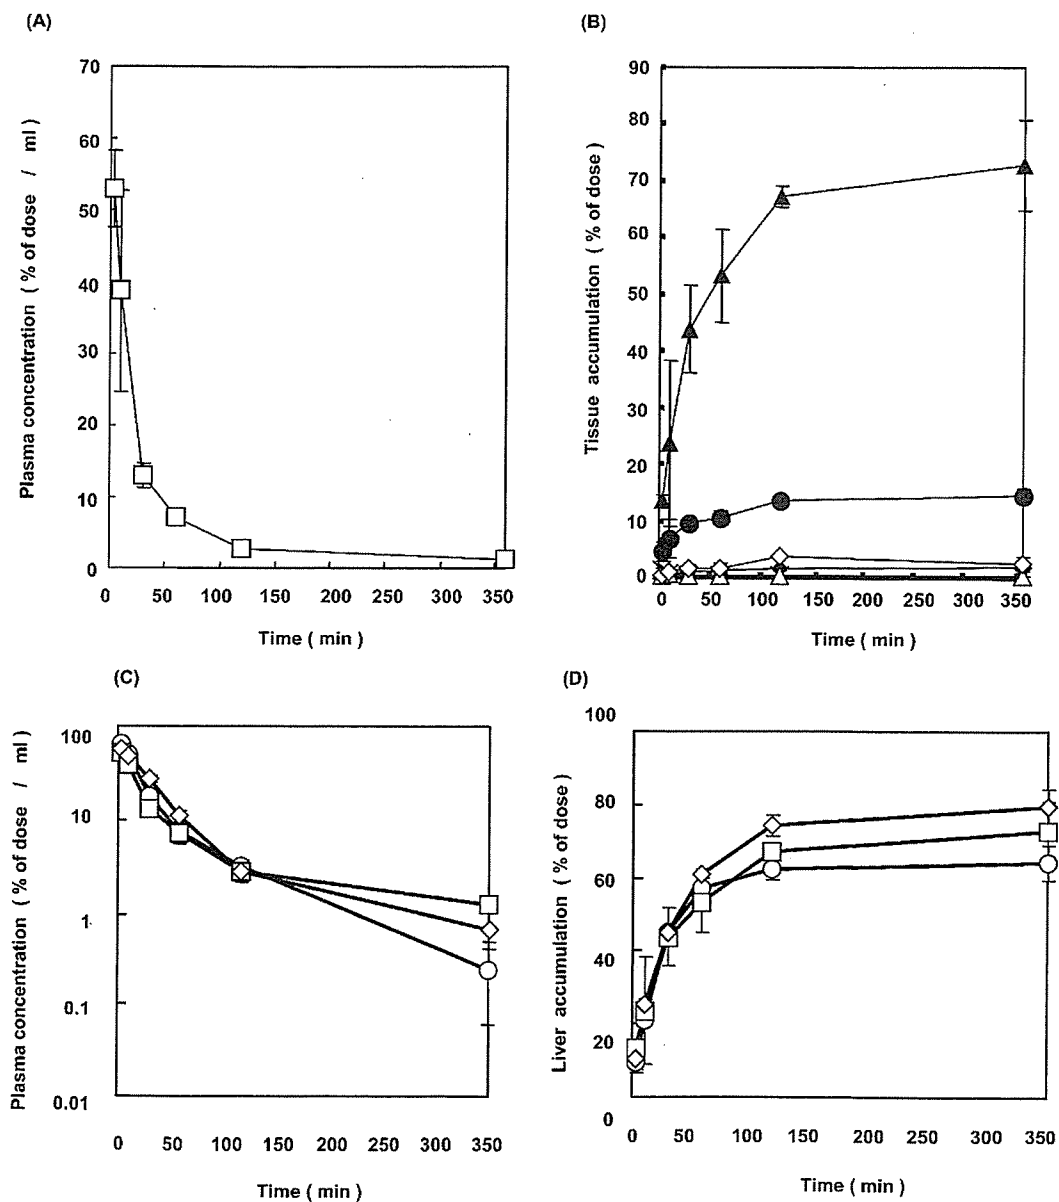 (A)
70
60
50
40
30
20
10
0
0 50 100 150 200 250 300 350
Time ( min )
Plasma concentration ( % of dose / ml )
(B)
90
80
70
60
50
40
30
20
10
0
0 50 100 150 200 250 300 350
Time ( min )
Tissue accumulation ( % of dose )
(C)
100
10
1
0.1
0.01
0 50 100 150 200 250 300 350
Time ( min )
Plasma concentration ( % of dose / ml )
(D)
100
80
60
40
20
0
0 50 100 150 200 250 300 350
Time ( min )
Liver accumulation ( % of dose )